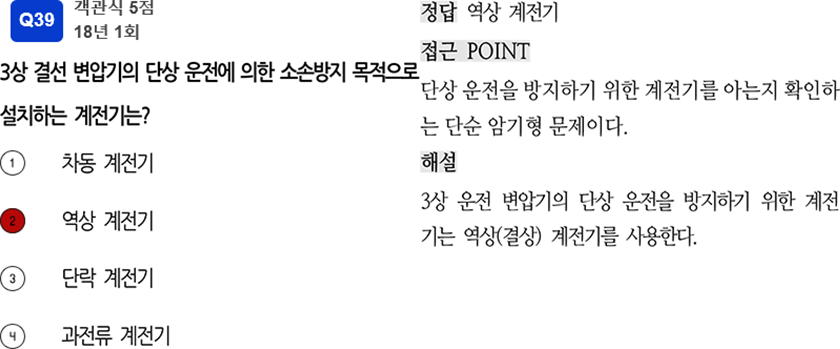 Q39
객관식 5점
18년 1회
3상 결선 변압기의 단상 운전에 의한 소손방지 목적으로
설치하는 계전기는?
1 차동 계전기
2 역상 계전기
3 단락 계전기
4 과전류 계전기
정답 역상 계전기
접근 POINT
단상 운전을 방지하기 위한 계전기를 아는지 확인하
는 단순 암기형 문제이다.
해설
3상 운전 변압기의 단상 운전을 방지하기 위한 계전
기는 역상(결상) 계전기를 사용한다.